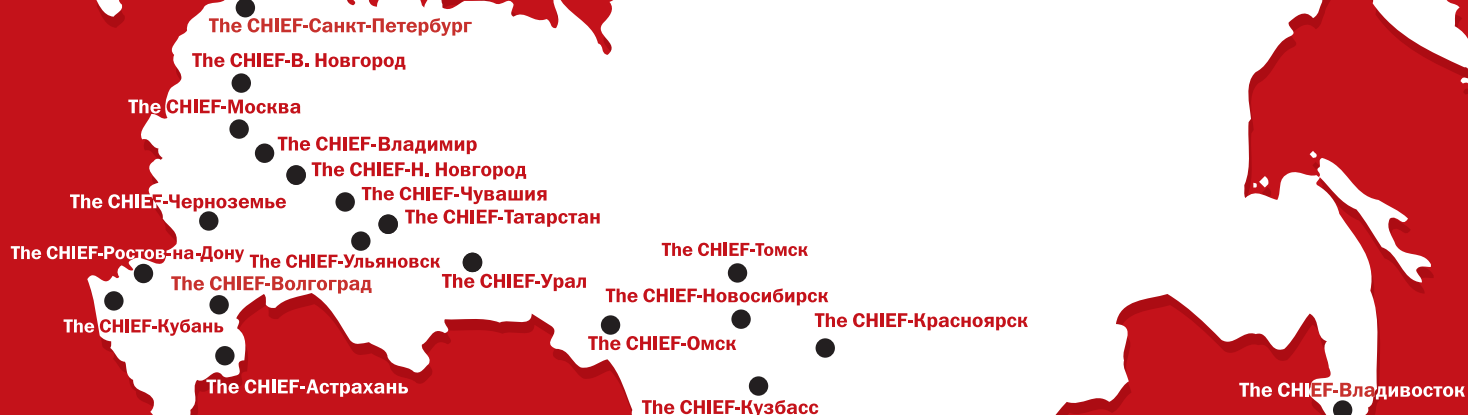 The CHIEF-Санкт-Петербург
The CHIEF-В. Новгород
The CHIEF-Москва
The CHIEF-Владимир
The CHIEF-Н. Новгород
The CHIEF-Чувашия
The CHIEF-Черноземье
The CHIEF-Татарстан
The CHIEF-Ростов-на-Дону
The CHIEF-Ульяновск
The CHIEF-Томск
The CHIEF-Волгоград
The CHIEF-Урал
The CHIEF-Новосибирск
The CHIEF-Красноярск
The CHIEF-Кубань
The CHIEF-Омск
The CHIEF-Астрахань
The CHIEF-Владивосток
The CHIEF-Кузбасс